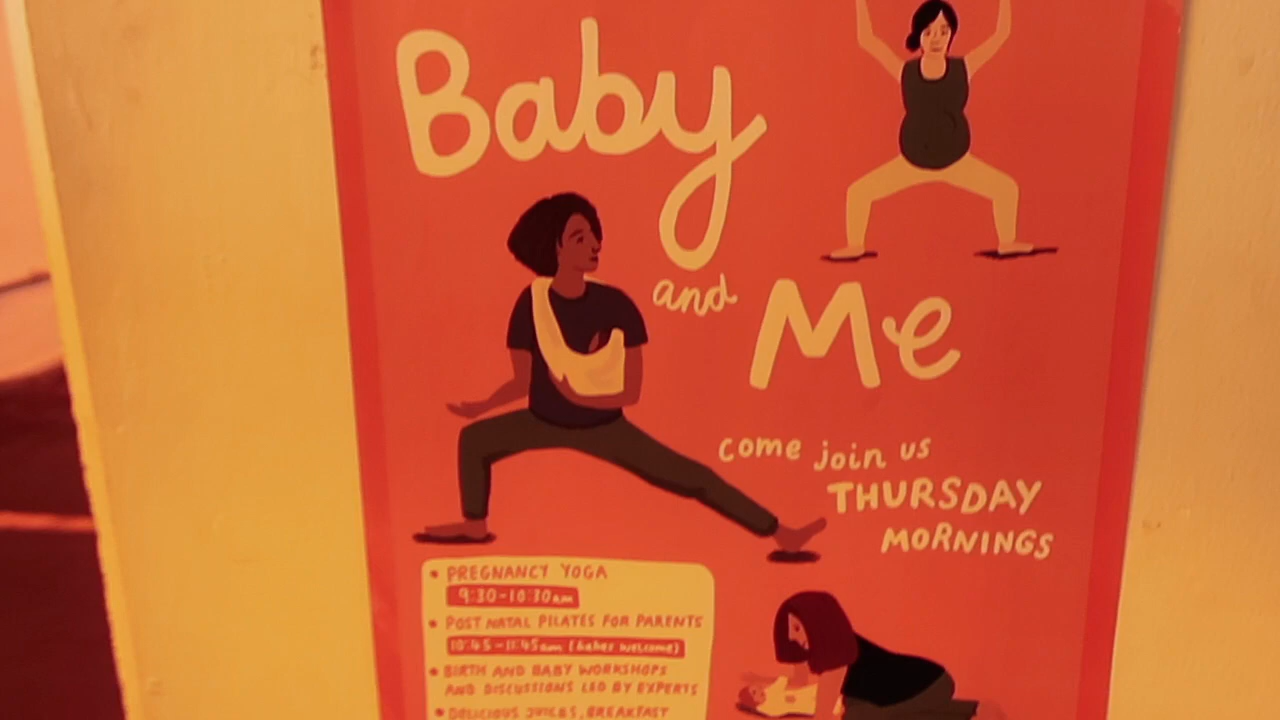 Baby
and Me
come join us
THURSDAY
MORNINGS
• PREGNANCY YOGA
9:30-10:30am
• POST NATAL PILATES FOR PARENTS
10:45-11:45am (babies welcome)
• BIRTH AND BABY WORKSHOPS
AND DISCUSSIONS LED BY EXPERTS
• DELICIOUS JUICES, BREAKFAST